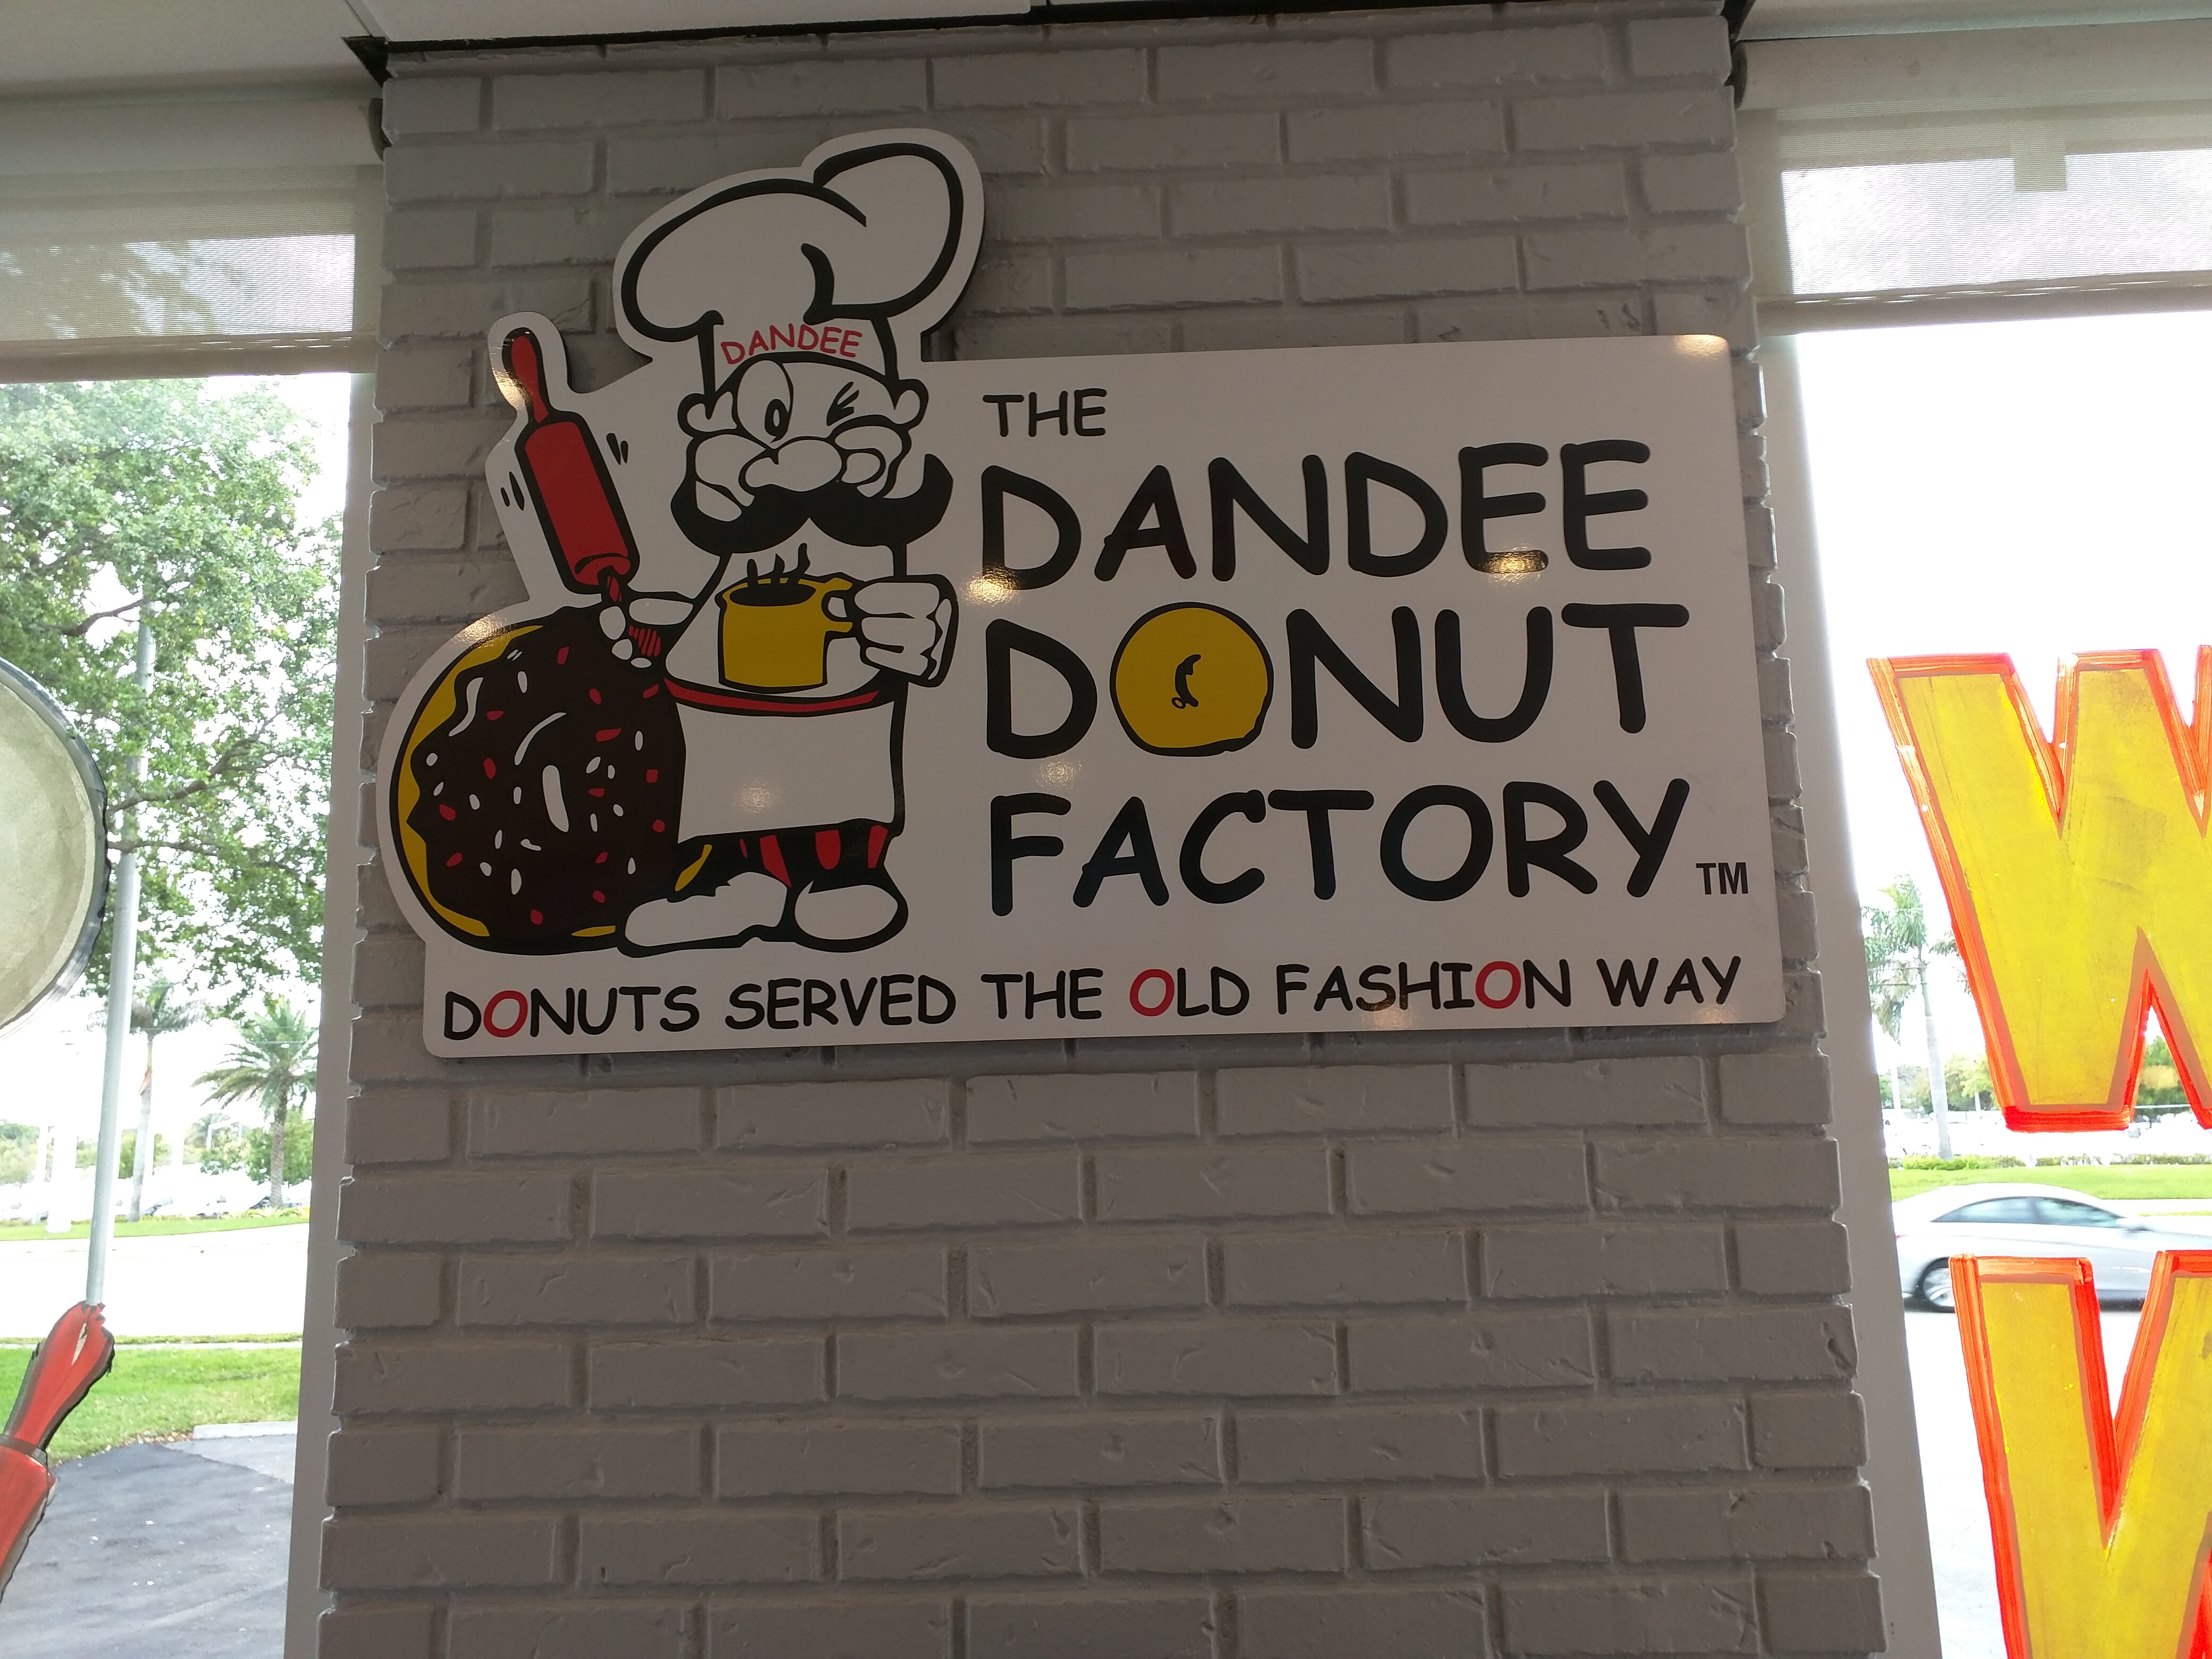 DANDEE
THE
DANDEE
DONUT
FACTORY TM
DONUTS SERVED THE OLD FASHION WAY
W
W